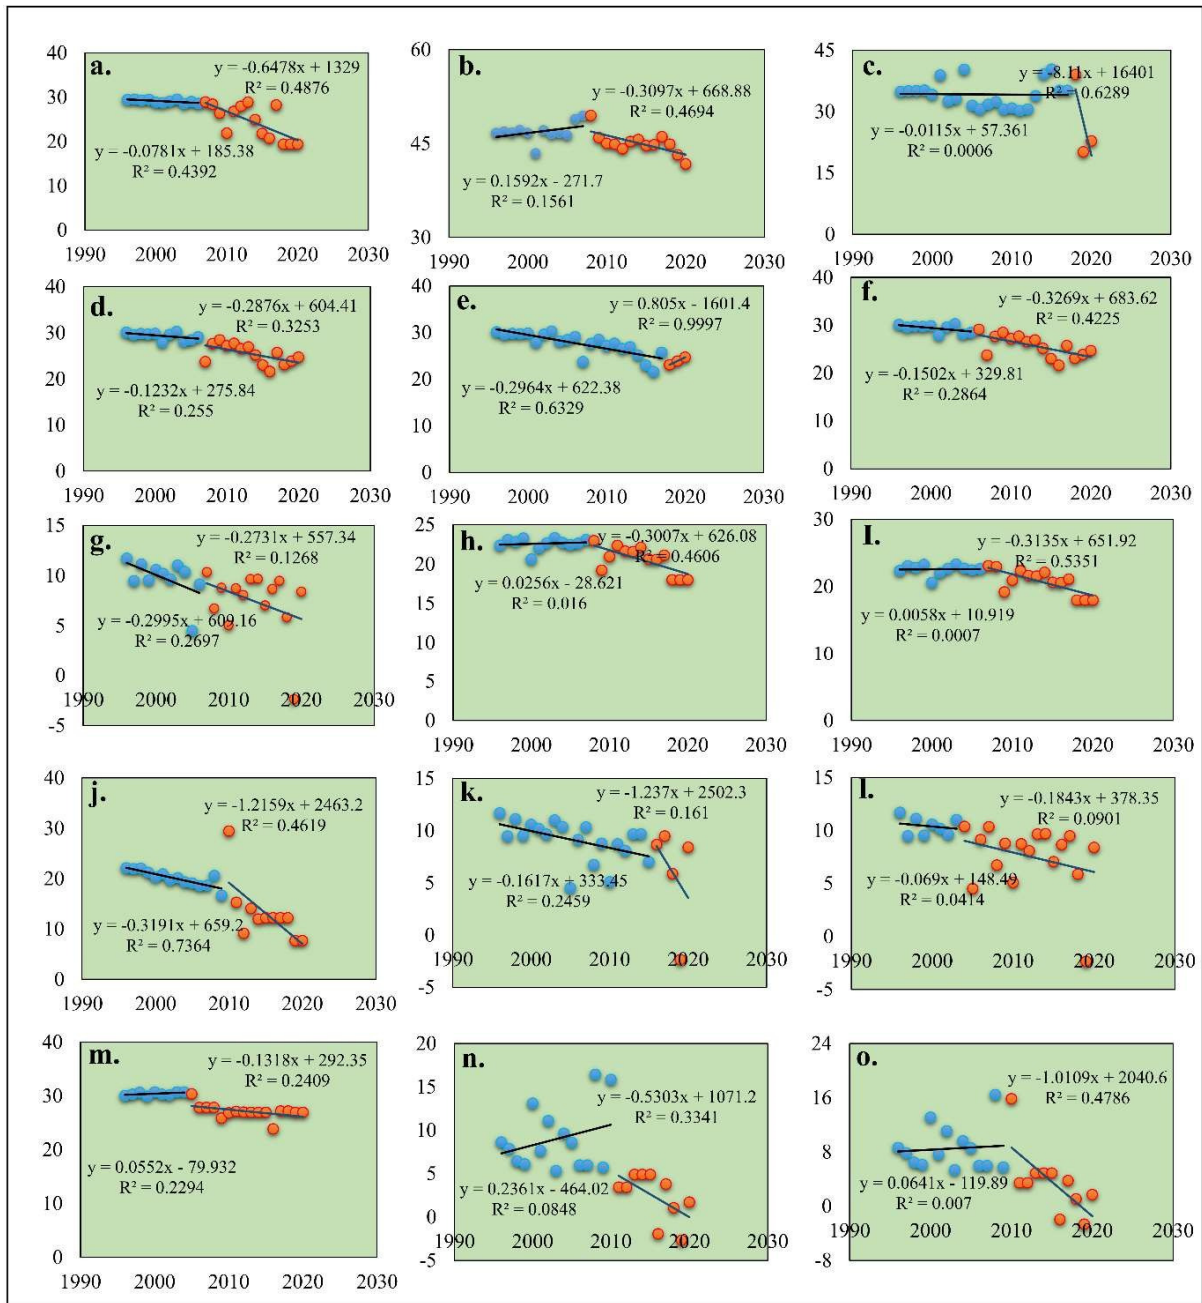 a.
y = -0.6478x + 1329
R² = 0.4876
y = -0.0781x + 185.38
R² = 0.4392
40
30
20
10
0
1990 2000 2010 2020 2030
b.
y = -0.3097x + 668.88
R² = 0.4694
y = 0.1592x - 271.7
R² = 0.1561
60
45
30
1990 2000 2010 2020 2030
c.
y = -8.11x + 16401
R² = 0.6289
y = -0.0115x + 57.361
R² = 0.0006
45
30
15
0
1990 2000 2010 2020 2030
d.
y = -0.2876x + 604.41
R² = 0.3253
y = -0.1232x + 275.84
R² = 0.255
40
30
20
10
0
1990 2000 2010 2020 2030
e.
y = 0.805x - 1601.4
R² = 0.9997
y = -0.2964x + 622.38
R² = 0.6329
40
30
20
10
0
1990 2000 2010 2020 2030
f.
y = -0.3269x + 683.62
R² = 0.4225
y = -0.1502x + 329.81
R² = 0.2864
40
30
20
10
0
1990 2000 2010 2020 2030
g.
y = -0.2731x + 557.34
R² = 0.1268
y = -0.2995x + 609.16
R² = 0.2697
15
10
5
0
-5
1990 2000 2010 2020 2030
h.
y = -0.3007x + 626.08
R² = 0.4606
y = 0.0256x - 28.621
R² = 0.016
25
20
15
10
5
0
1990 2000 2010 2020 2030
I.
y = -0.3135x + 651.92
R² = 0.5351
y = 0.0058x + 10.919
R² = 0.0007
30
20
10
0
1990 2000 2010 2020 2030
j.
y = -1.2159x + 2463.2
R² = 0.4619
y = -0.3191x + 659.2
R² = 0.7364
40
30
20
10
0
1990 2000 2010 2020 2030
k.
y = -1.237x + 2502.3
R² = 0.161
y = -0.1617x + 333.45
R² = 0.2459
15
10
5
0
-5
1990 2000 2010 2020 2030
l.
y = -0.1843x + 378.35
R² = 0.0901
y = -0.069x + 148.49
R² = 0.0414
15
10
5
0
-5
1990 2000 2010 2020 2030
m.
y = -0.1318x + 292.35
R² = 0.2409
y = 0.0552x - 79.932
R² = 0.2294
40
30
20
10
0
1990 2000 2010 2020 2030
n.
y = -0.5303x + 1071.2
R² = 0.3341
y = 0.2361x - 464.02
R² = 0.0848
20
15
10
5
0
-5
1990 2000 2010 2020 2030
o.
y = -1.0109x + 2040.6
R² = 0.4786
y = 0.0641x - 119.89
R² = 0.007
24
16
8
0
-8
1990 2000 2010 2020 2030